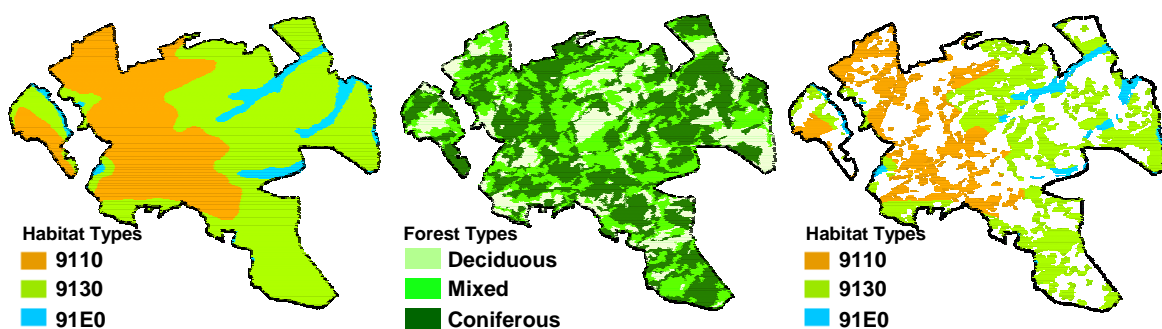 Habitat Types
9110
9130
91E0
Forest Types
Deciduous
Mixed
Coniferous
Habitat Types
9110
9130
91E0